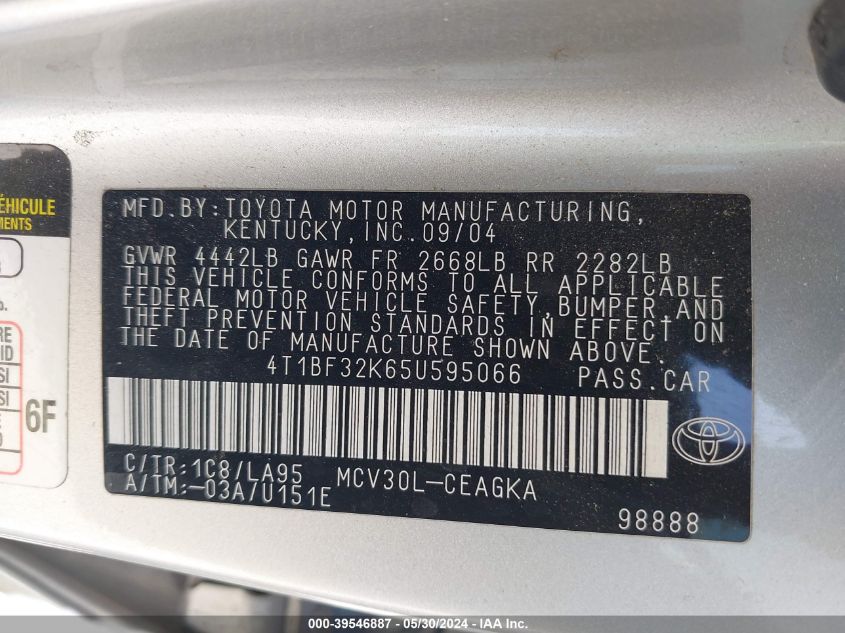 ÉHICULE
MENTS
6F
MFD.BY:TOYOTA MOTOR MANUFACTURING,
KENTUCKY,INC.09/04
GVWR 4442LB GAWR FR 2668LB RR 2282LB
THIS VEHICLE CONFORMS TO ALL APPLICABLE
FEDERAL MOTOR VEHICLE SAFETY,BUMPER,AND
THEFT PREVENTION STANDARDS IN EFFECT ON
THE DATE OF MANUFACTURE SHOWN ABOVE.
4T1BF32K65U595066 PASS.CAR
C/TR:1C8/LA95 MCV30L-CEAGKA
A/TM:-03A/U151E
98888
000-39546887 - 05/30/2024 - IAA Inc.